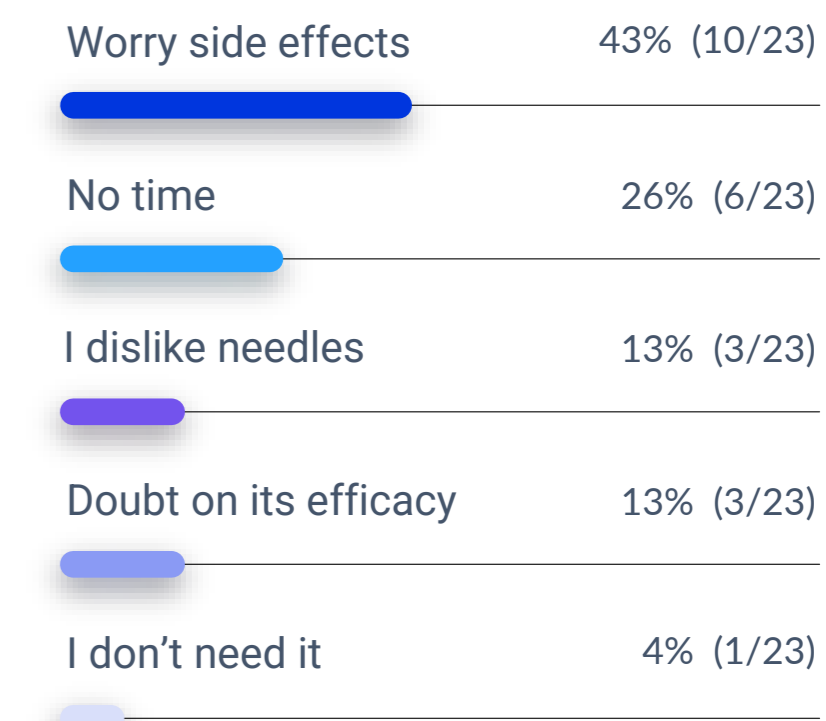 Worry side effects 43% (10/23)
No time 26% (6/23)
I dislike needles 13% (3/23)
Doubt on its efficacy 13% (3/23)
I don’t need it 4% (1/23)